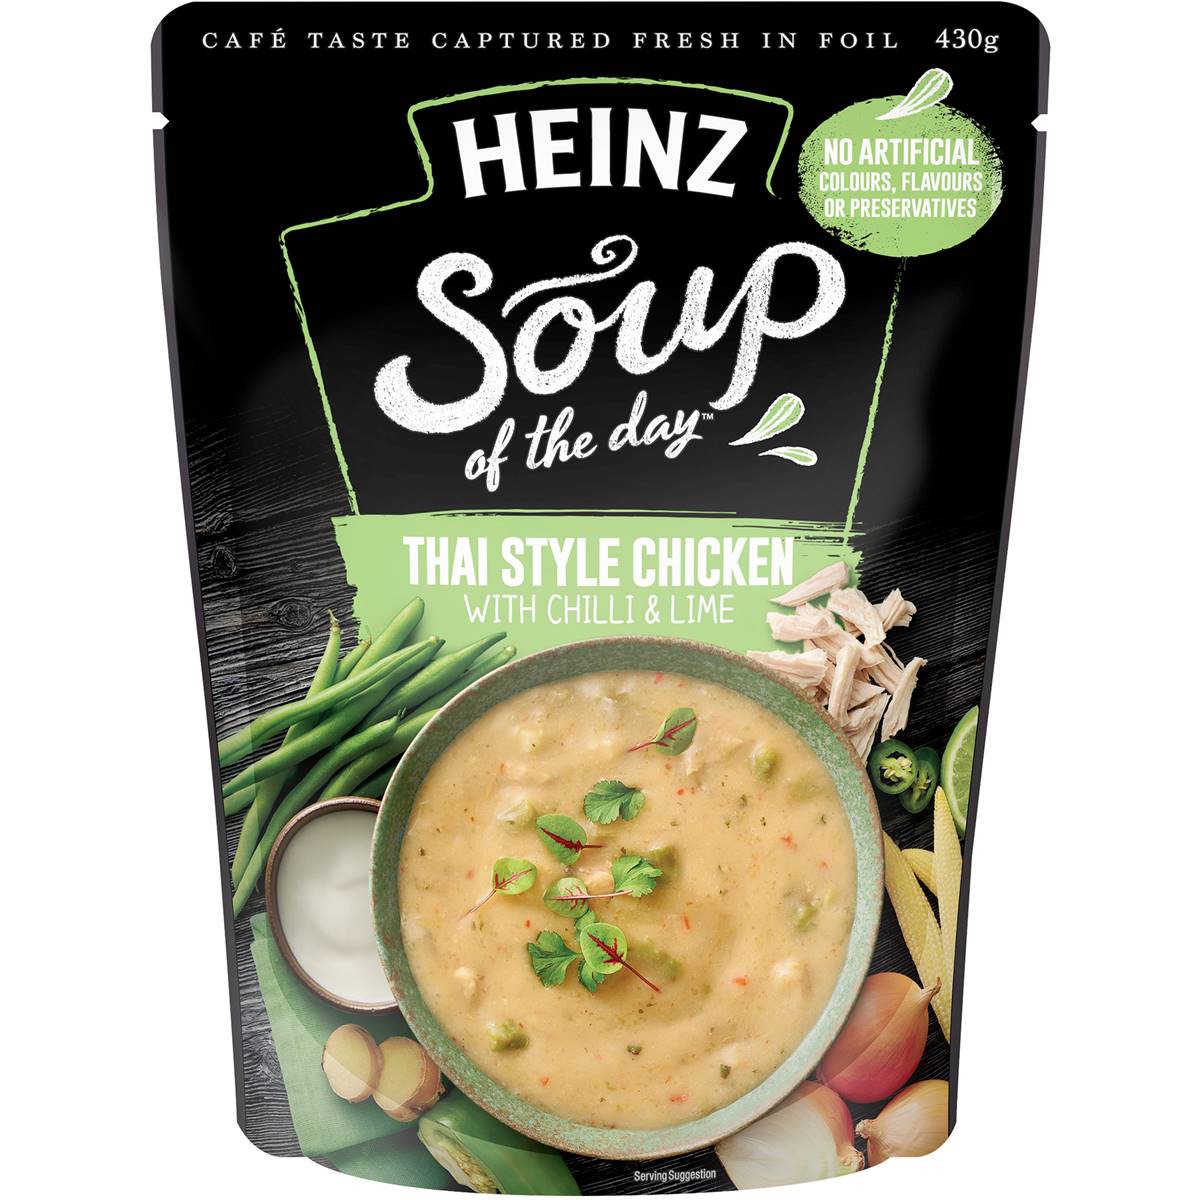 CAFÉ TASTE CAPTURED FRESH IN FOIL 430g
HEINZ
NO ARTIFICIAL
COLOURS, FLAVOURS
OR PRESERVATIVES
Soup
of the day™
THAI STYLE CHICKEN
WITH CHILLI & LIME
Serving Suggestion